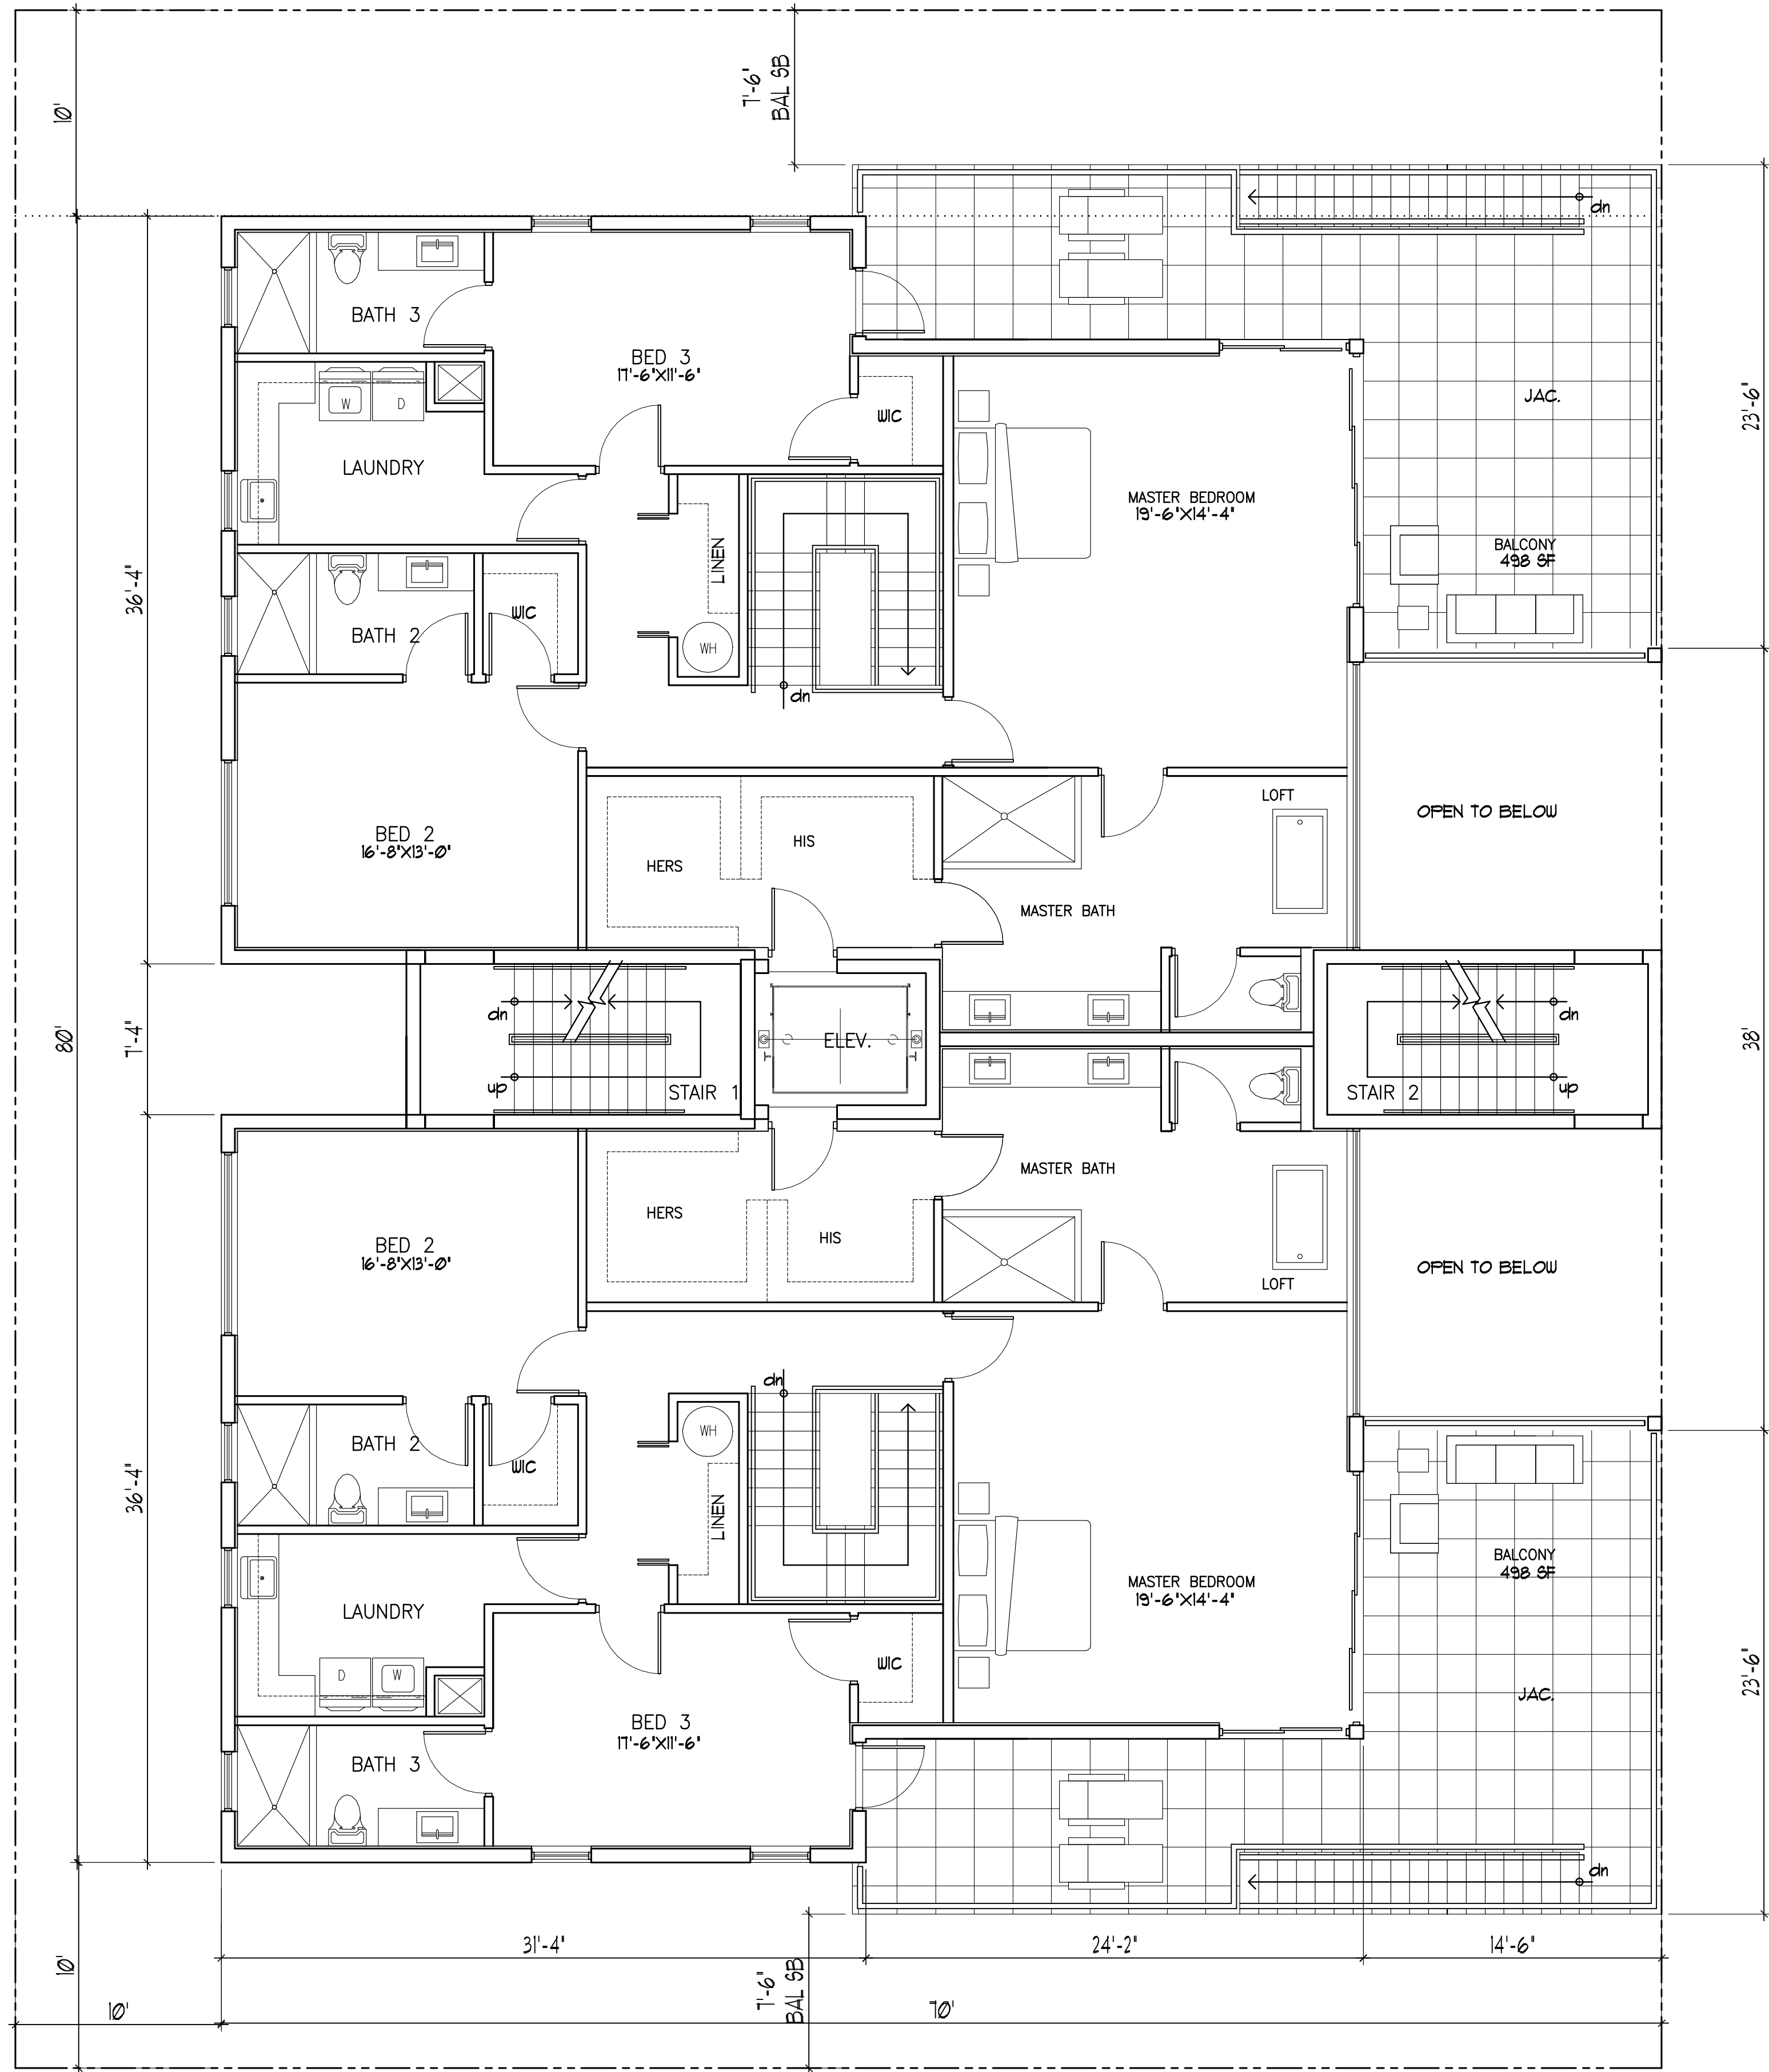 10'
7'-6"
BAL SB
dn
BATH 3
BED 3
17'-6"X11'-6"
WIC
JAC.
23'-6"
W
D
LAUNDRY
MASTER BEDROOM
19'-6"X14'-4"
LINEN
BALCONY
498 SF
36'-4"
WIC
BATH 2
WH
dn
LOFT
OPEN TO BELOW
BED 2
16'-8"X13'-0"
HIS
HERS
MASTER BATH
dn
dn
80'
7'-4"
ELEV.
38'
up
STAIR 1
STAIR 2
up
MASTER BATH
HERS
HIS
BED 2
16'-8"X13'-0"
OPEN TO BELOW
LOFT
dn
WH
BATH 2
WIC
36'-4"
LINEN
BALCONY
498 SF
MASTER BEDROOM
19'-6"X14'-4"
LAUNDRY
WIC
D
W
JAC.
23'-6"
BED 3
17'-6"X11'-6"
BATH 3
dn
31'-4"
24'-2"
14'-6"
10'
7'-6"
BAL SB
10'
70'